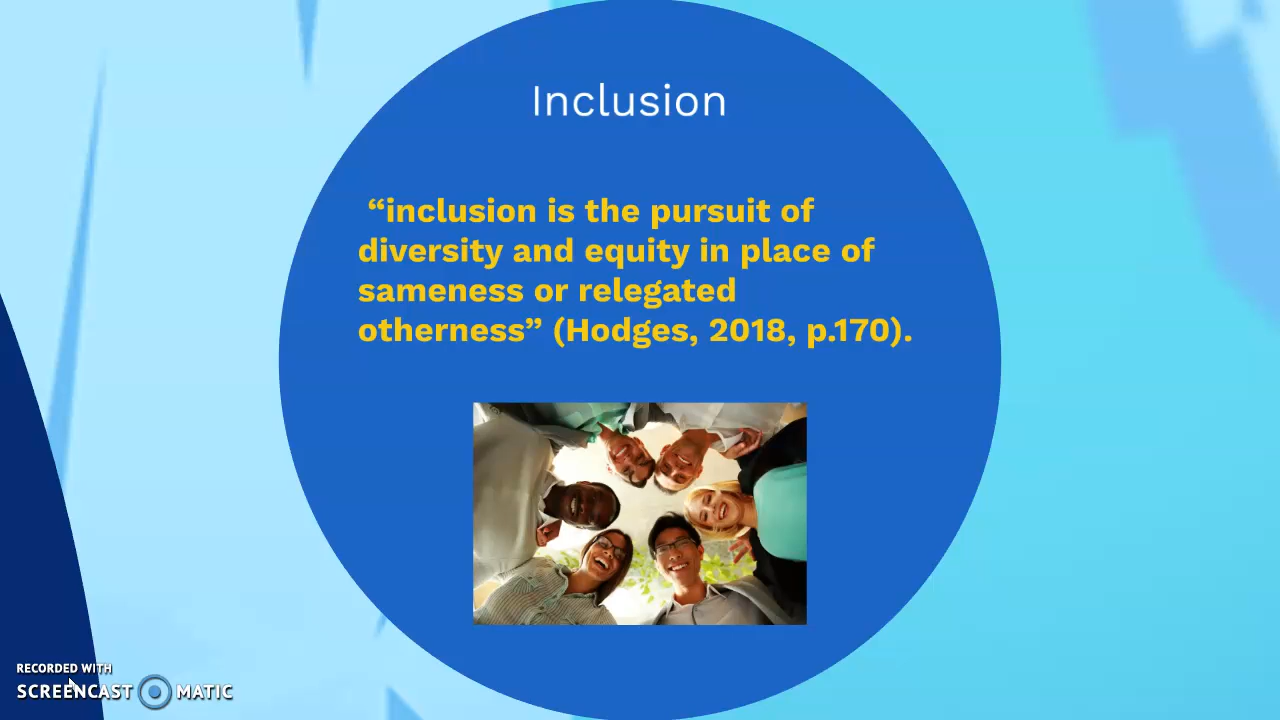 Inclusion
“inclusion is the pursuit of
diversity and equity in place of
sameness or relegated
otherness” (Hodges, 2018, p.170).
RECORDED WITH
SCREENCAST MATIC